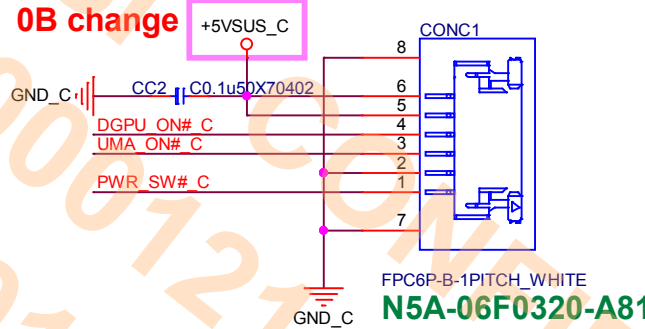 0B change
+5VSUS_C
CONC1
8
GND_C
CC2
C0.1u50X70402
6
5
DGPU_ON#_C
4
UMA_ON#_C
3
2
PWR_SW#_C
1
7
GND_C
FPC6P-B-1PITCH_WHITE
N5A-06F0320-A81